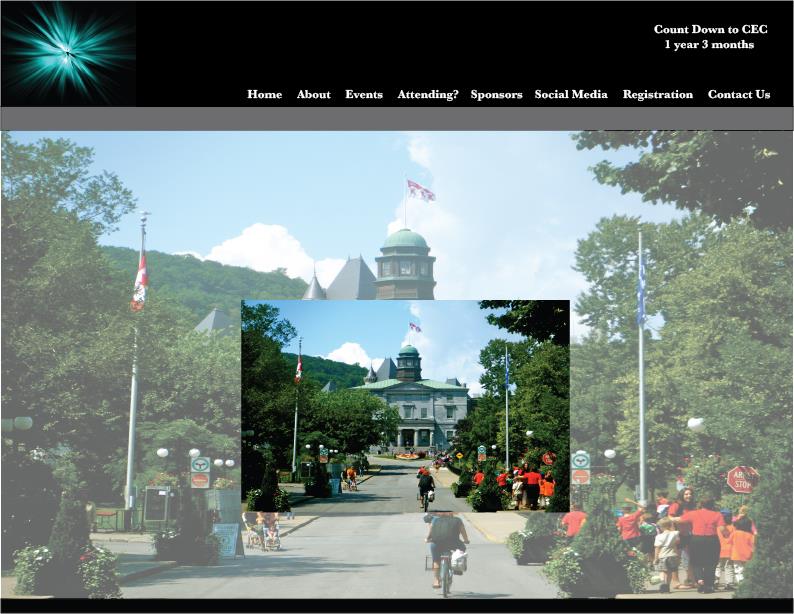 Count Down to CEC
1 year 3 months
Home About Events Attending? Sponsors Social Media Registration Contact Us
STOP